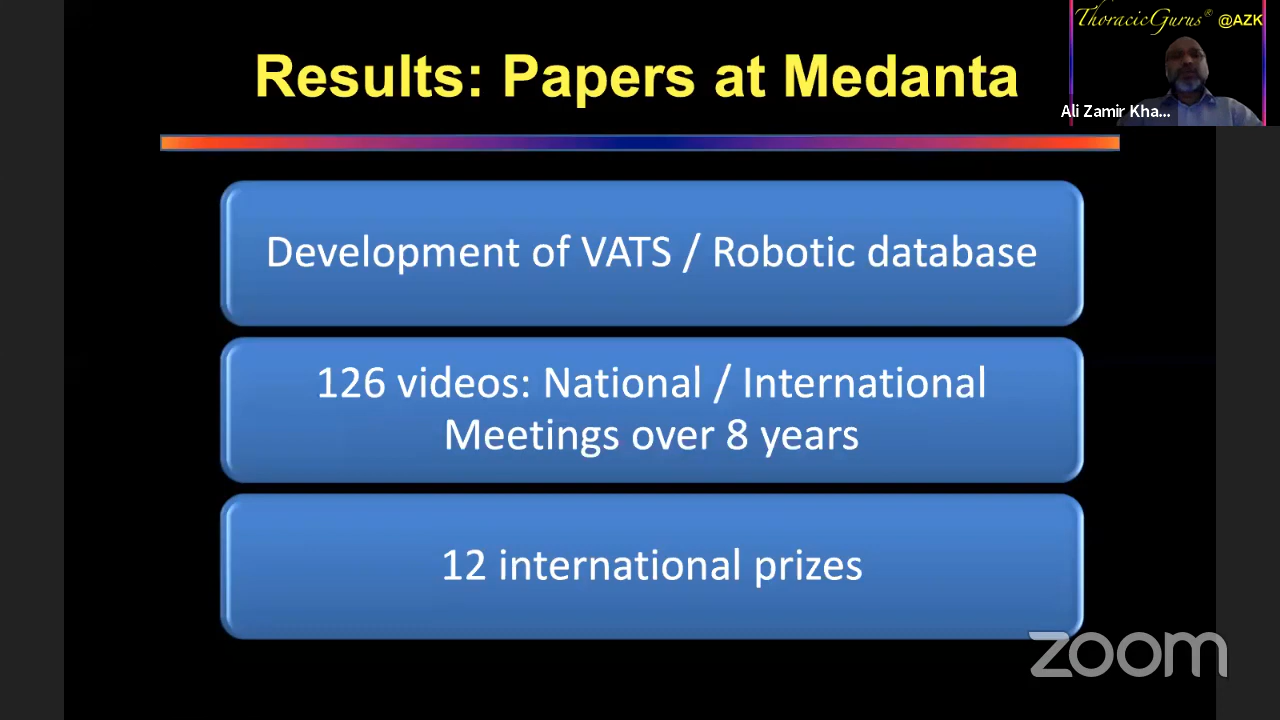 ThoracicGurus® @AZK
Results: Papers at Medanta
Ali Zamir Kha...
Development of VATS / Robotic database
126 videos: National / International
Meetings over 8 years
12 international prizes
zoom